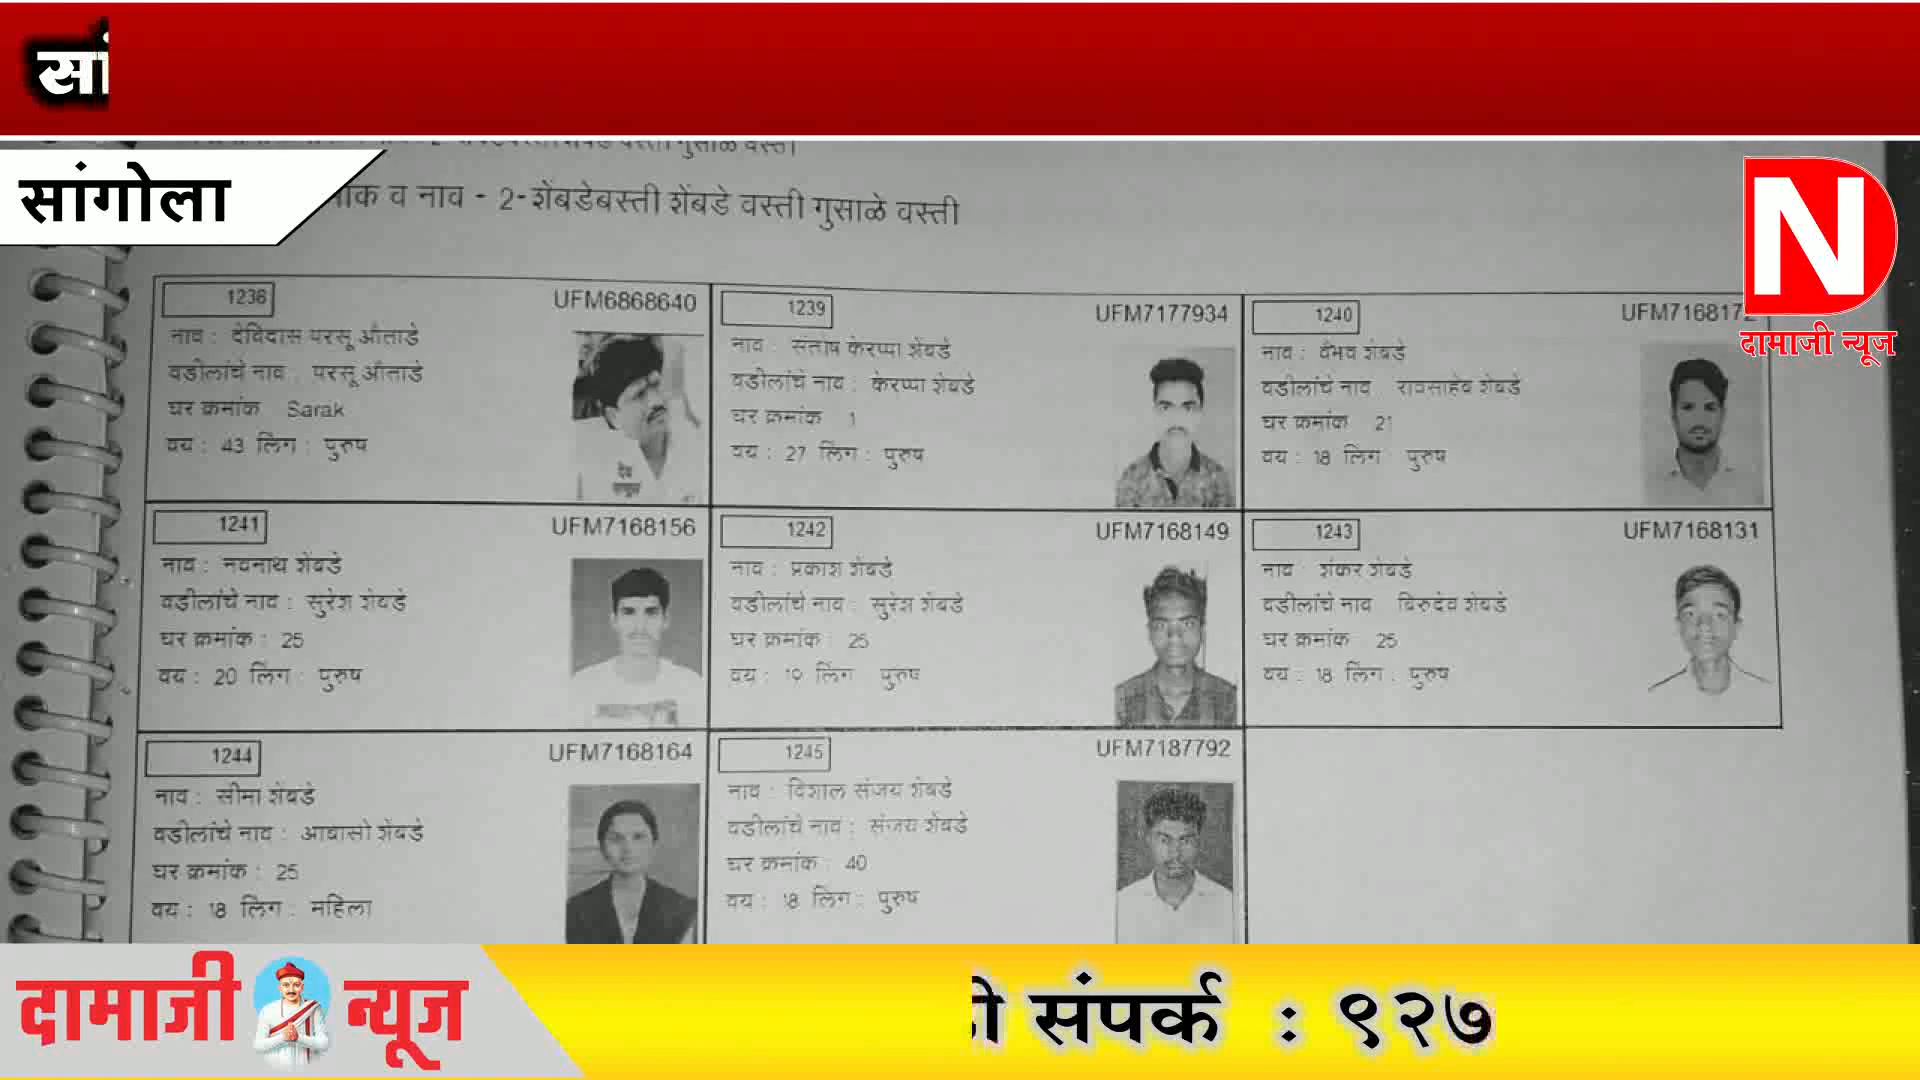 सां
सांगोला
N
दामाजी न्यूज
व नाव - 2-शेंबडेबस्ती शेंबडे वस्ती गुसाळे वस्ती
1238 UFM6868640
नाव : देविदास परसू औताडे
वडीलांचे नाव : परसू औताडे
घर क्रमांक Sarak
वय : 43 लिंग : पुरुष
1239 UFM7177934
नाव : संतोष केरप्पा शेंबडे
वडीलांचे नाव : केरप्पा शेंबडे
घर क्रमांक 1
वय : 27 लिंग : पुरुष
1240 UFM7168172
नाव : वैभव शेंबडे
वडीलांचे नाव रावसाहेब शेंबडे
घर क्रमांक 21
वय : 18 लिंग पुरुष
1241 UFM7168156
नाव : नवनाथ शेंबडे
वडीलांचे नाव : सुरेश शेंबडे
घर क्रमांक : 25
वय : 20 लिंग : पुरुष
1242 UFM7168149
नाव : प्रकाश शेंबडे
वडीलांचे नाव : सुरेश शेंबडे
घर क्रमांक : 25
वय : 19 लिंग पुरुष
1243 UFM7168131
नाव शंकर शेंबडे
वडीलांचे नाव बिरुदेव शेंबडे
घर क्रमांक 25
वय : 18 लिंग : पुरुष
1244 UFM7168164
नाव : सीमा शेंबडे
वडीलांचे नाव : आबासो शेंबडे
घर क्रमांक : 25
वय : 18 लिंग : महिला
1245 UFM7187792
नाव : विशाल संजय शेंबडे
वडीलांचे नाव : संजय शेंबडे
घर क्रमांक : 40
वय : 18 लिंग : पुरुष
दामाजी न्यूज
संपर्क : ९२७